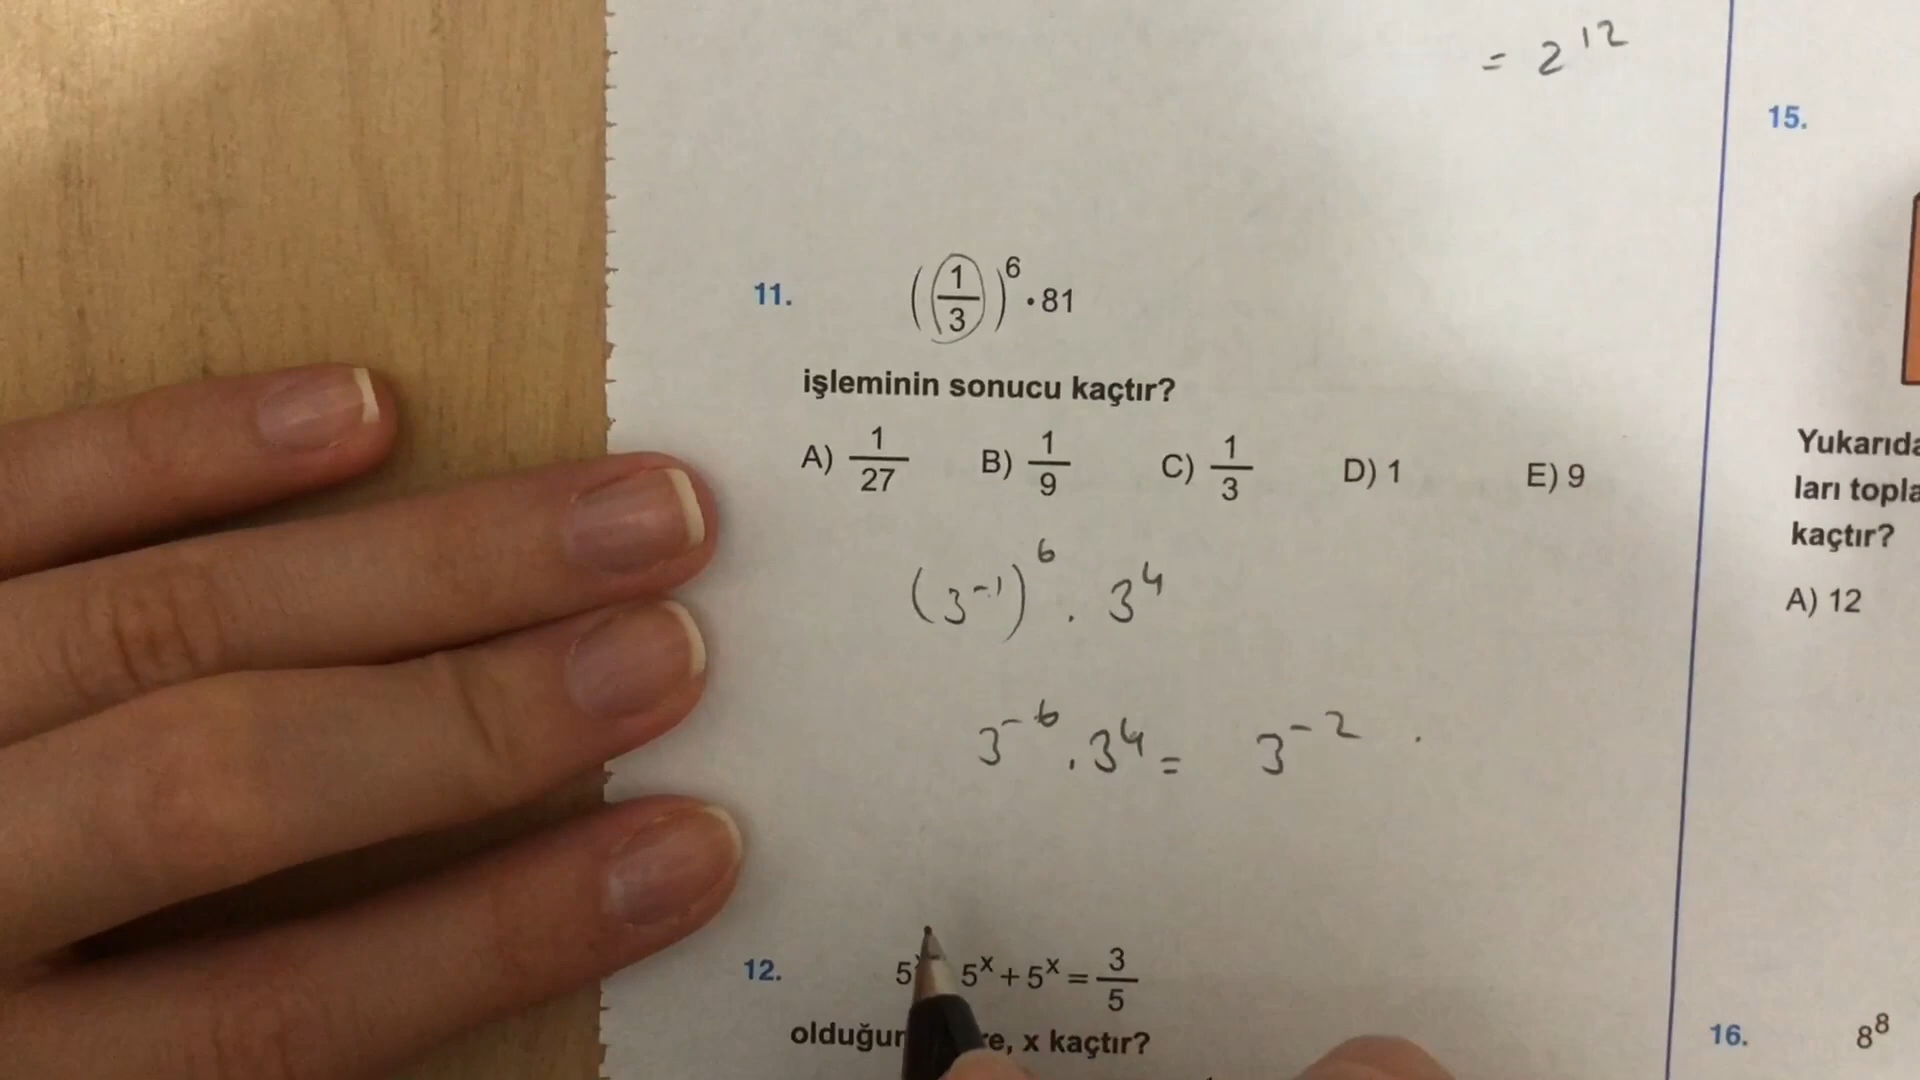 = 2^12
11. ((1/3))^6 · 81
işleminin sonucu kaçtır?
A) 1/27 B) 1/9 C) 1/3 D) 1 E) 9
(3^-1)^6 . 3^4
3^-6 . 3^4 = 3^-2
12. 5 5^x + 5^x = 3/5
x kaçtır?
15.
Yukarıda
ları topla
kaçtır?
A) 12
16. 8^8